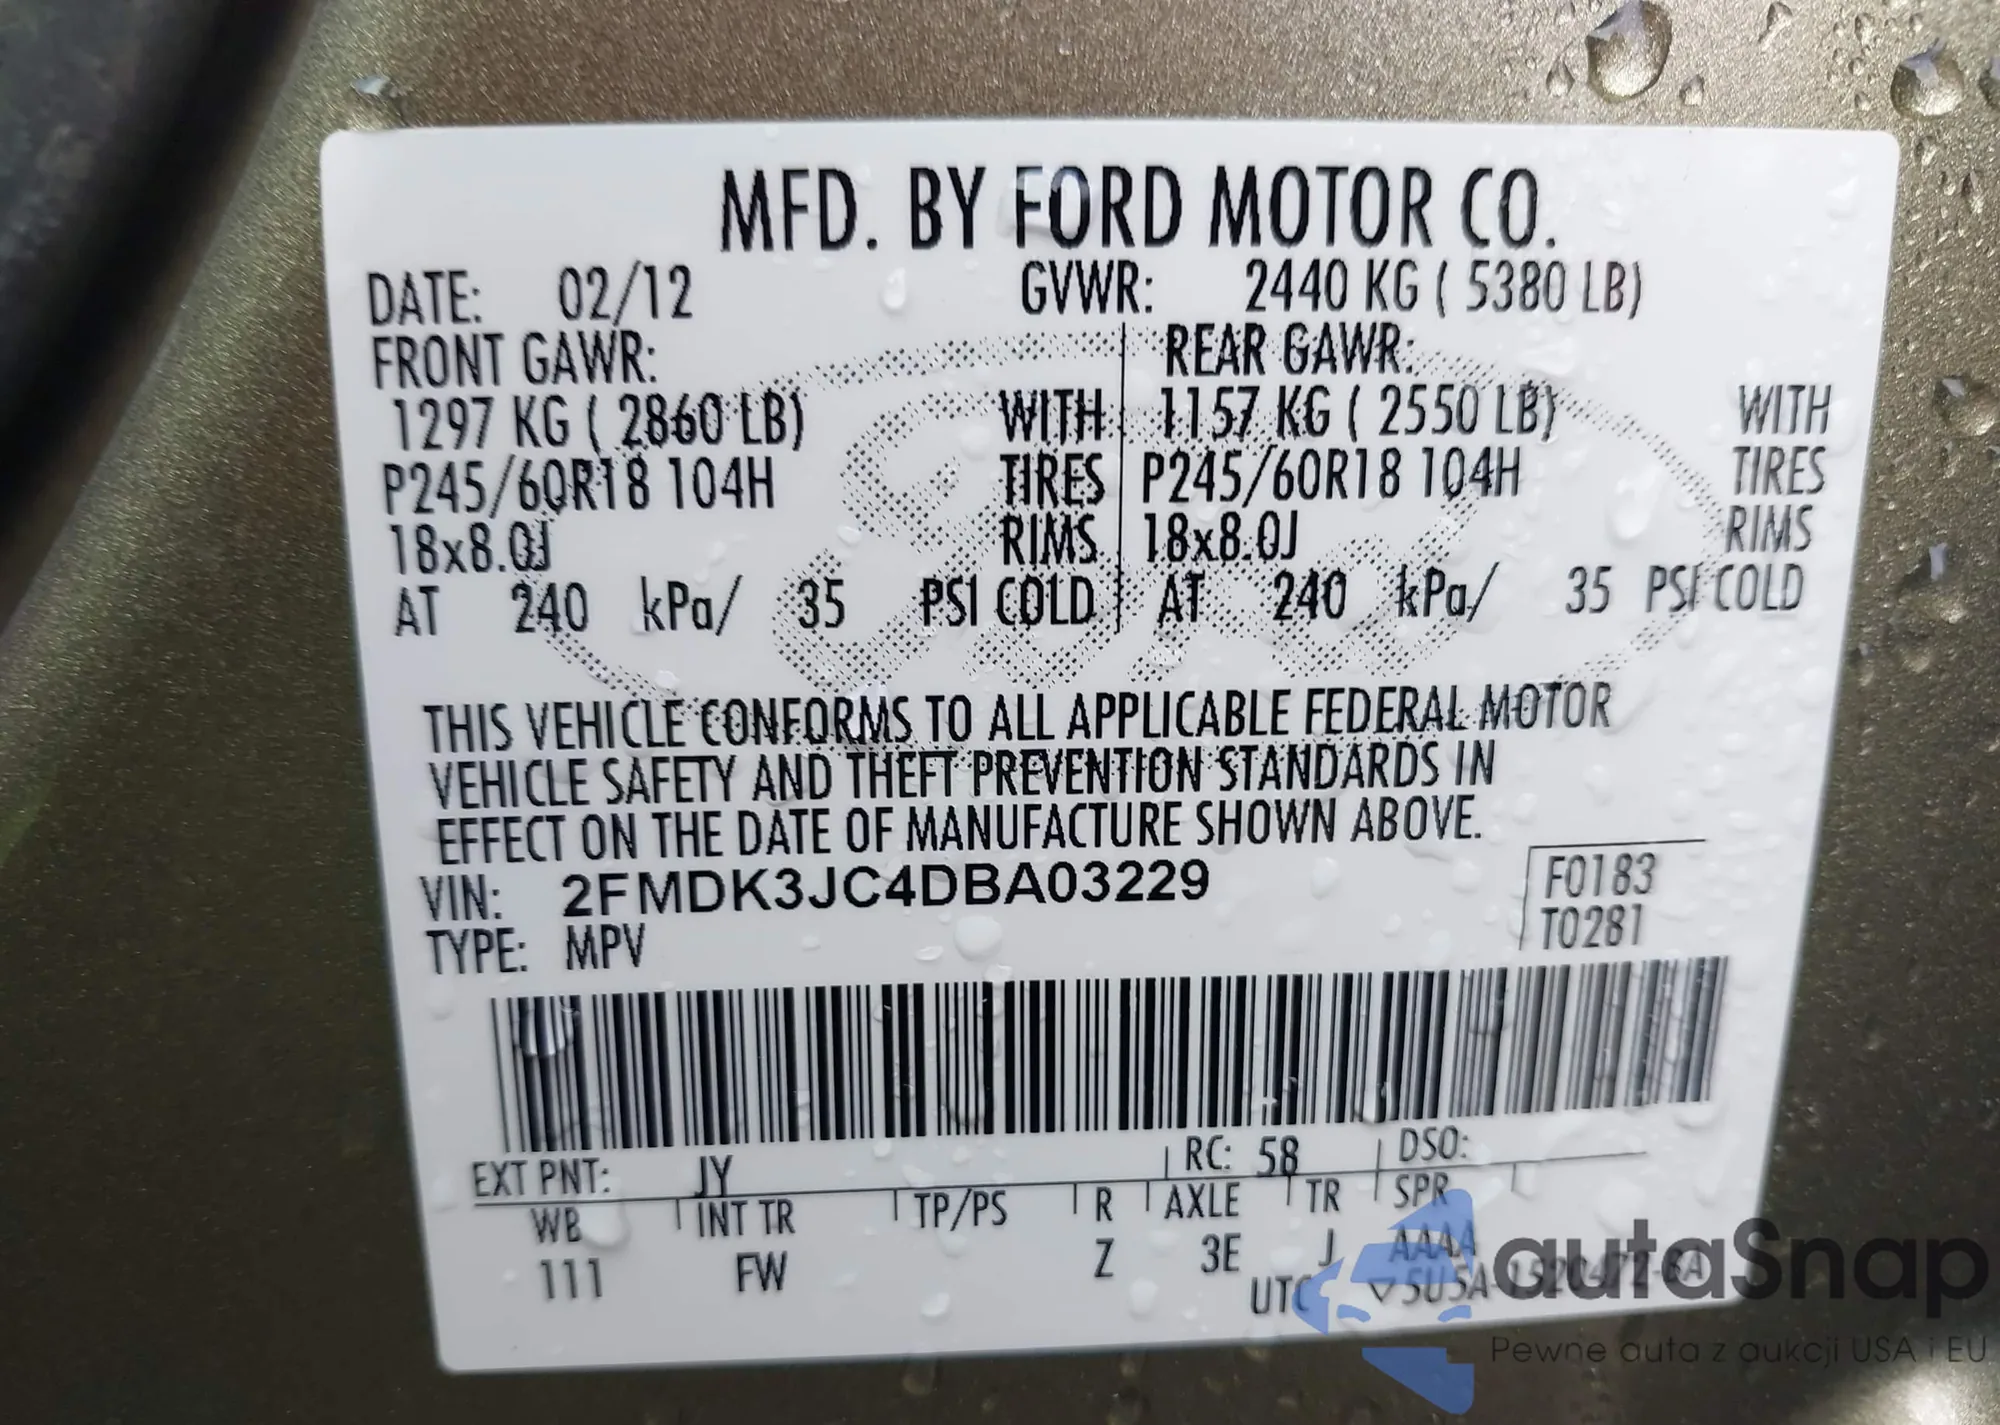 MFD. BY FORD MOTOR CO.
DATE: 02/12 GVWR: 2440 KG ( 5380 LB)
FRONT GAWR: REAR GAWR:
1297 KG ( 2860 LB) WITH 1157 KG ( 2550 LB) WITH
P245/60R18 104H TIRES P245/60R18 104H TIRES
18x8.0J RIMS 18x8.0J RIMS
AT 240 kPa/ 35 PSI COLD AT 240 kPa/ 35 PSI COLD
THIS VEHICLE CONFORMS TO ALL APPLICABLE FEDERAL MOTOR
VEHICLE SAFETY AND THEFT PREVENTION STANDARDS IN
EFFECT ON THE DATE OF MANUFACTURE SHOWN ABOVE.
VIN: 2FMDK3JC4DBA03229 F0183
TYPE: MPV T0281
EXT PNT: JY RC: 58 DSO:
WB INT TR TP/PS R AXLE TR SPR
111 FW Z 3E J AAAA
UTC ▽5U5A-1520472-BA
autaSnap
Pewne auta z aukcji USA i EU